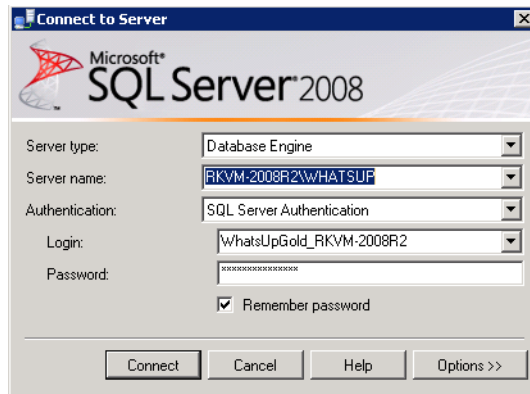 Connect to Server
Microsoft®
SQL Server® 2008
Server type: Database Engine
Server name: RKVM-2008R2\WHATSUP
Authentication: SQL Server Authentication
Login: WhatsUpGold_RKVM-2008R2
Password: ***************
Remember password
Connect Cancel Help Options >>